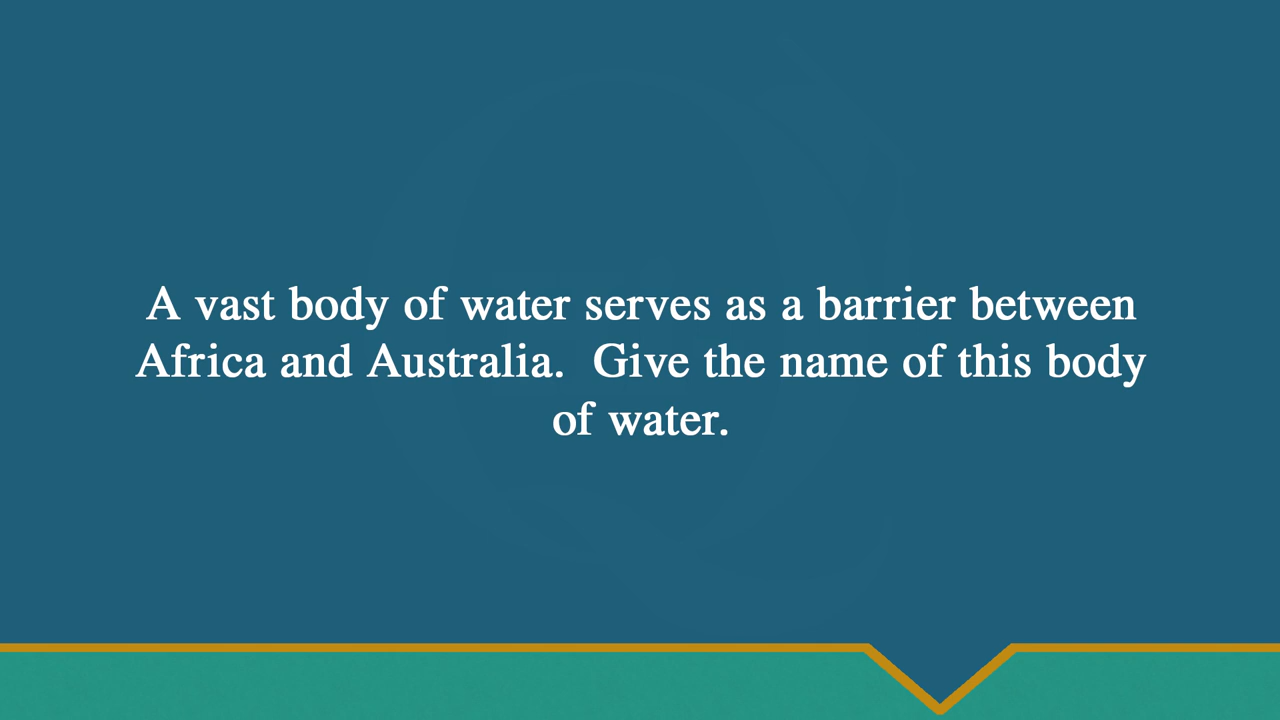 A vast body of water serves as a barrier between
Africa and Australia.  Give the name of this body
of water.